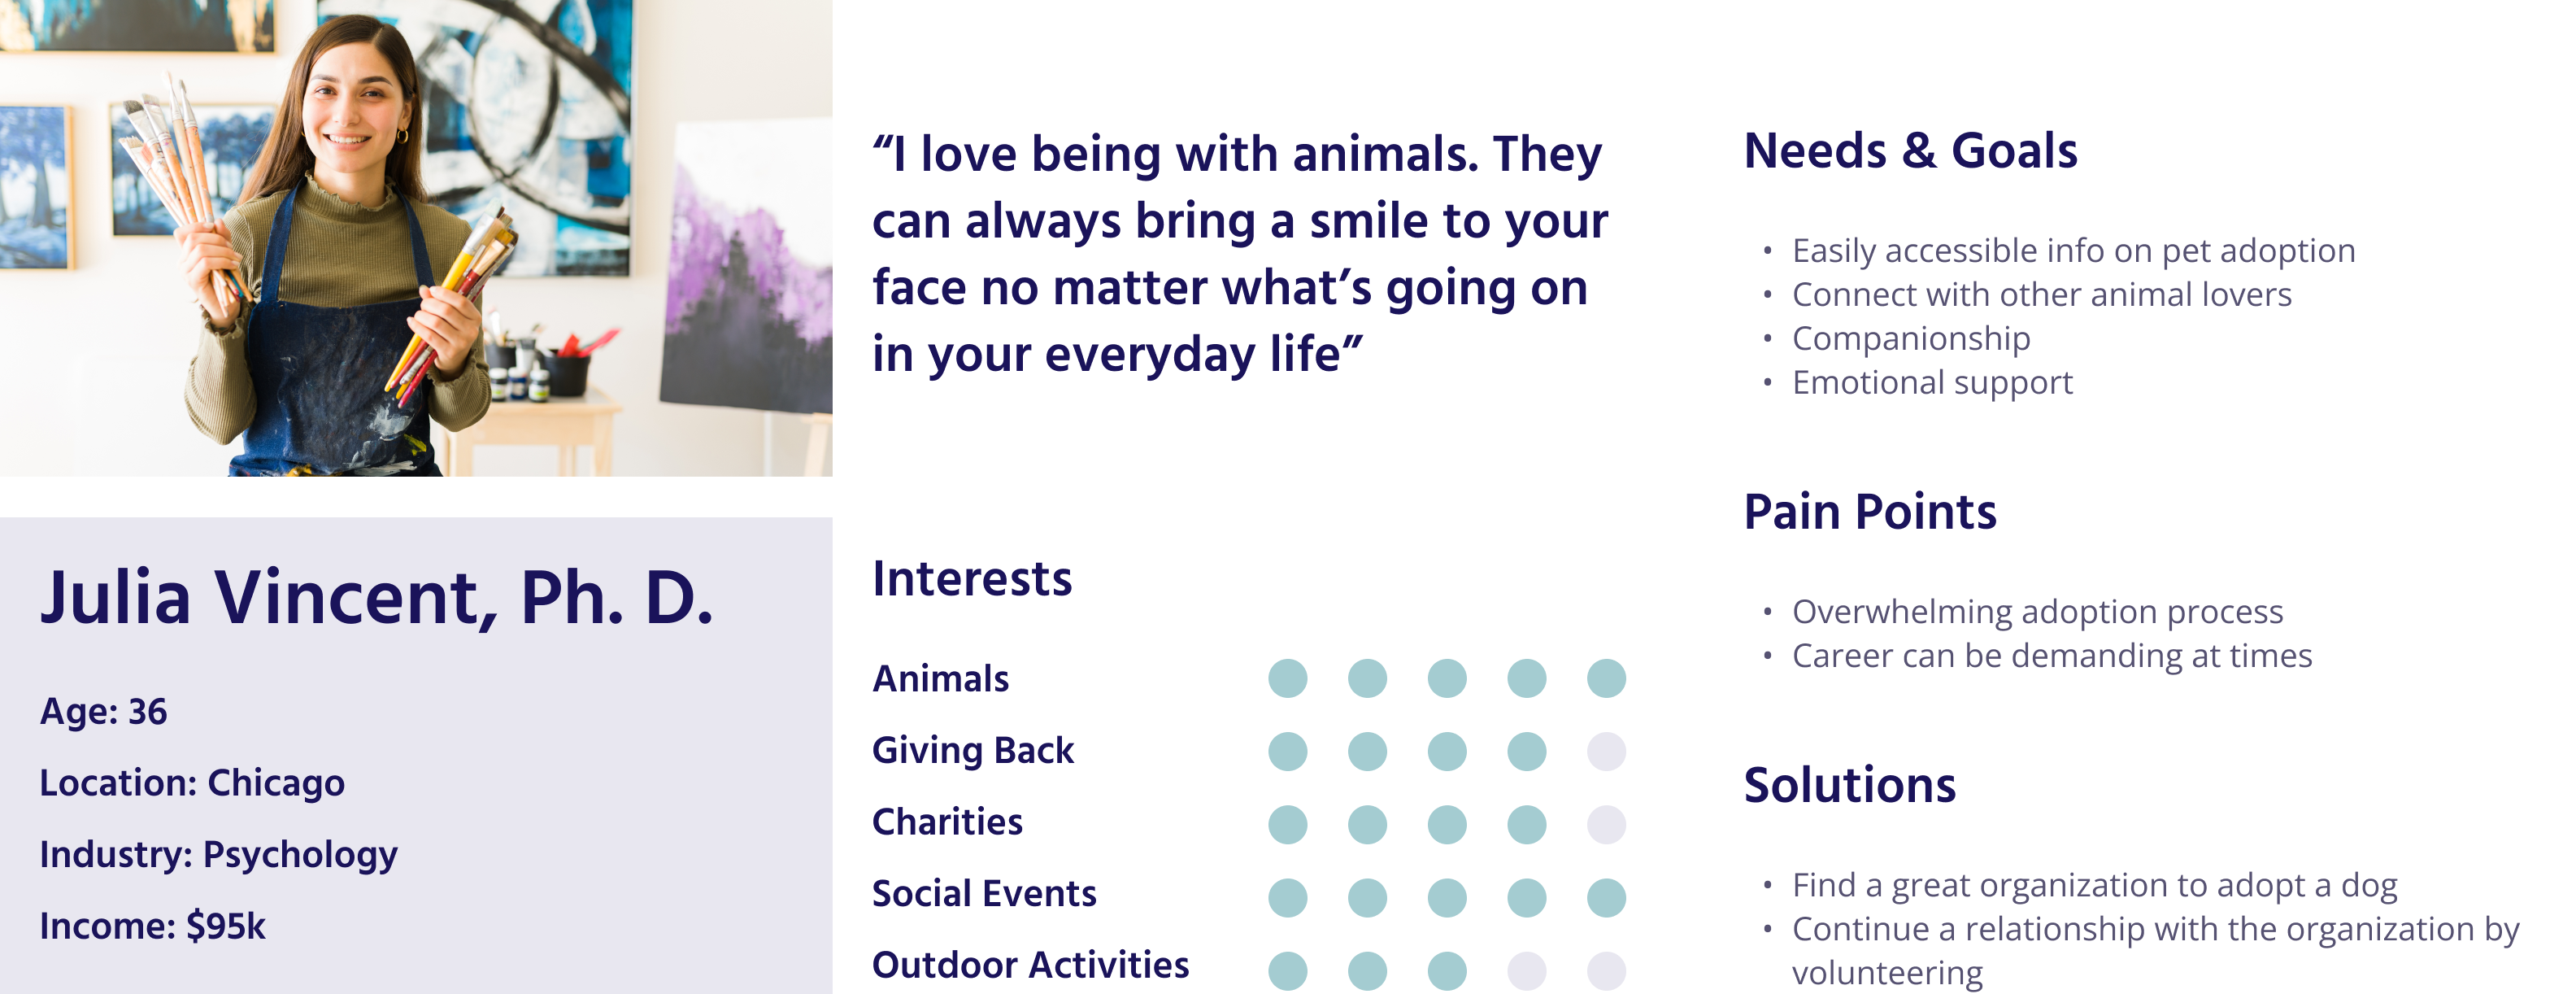 “I love being with animals. They
can always bring a smile to your
face no matter what’s going on
in your everyday life”
Julia Vincent, Ph. D.
Age: 36
Location: Chicago
Industry: Psychology
Income: $95k
Interests
Animals
Giving Back
Charities
Social Events
Outdoor Activities
Needs & Goals
• Easily accessible info on pet adoption
• Connect with other animal lovers
• Companionship
• Emotional support
Pain Points
• Overwhelming adoption process
• Career can be demanding at times
Solutions
• Find a great organization to adopt a dog
• Continue a relationship with the organization by
volunteering